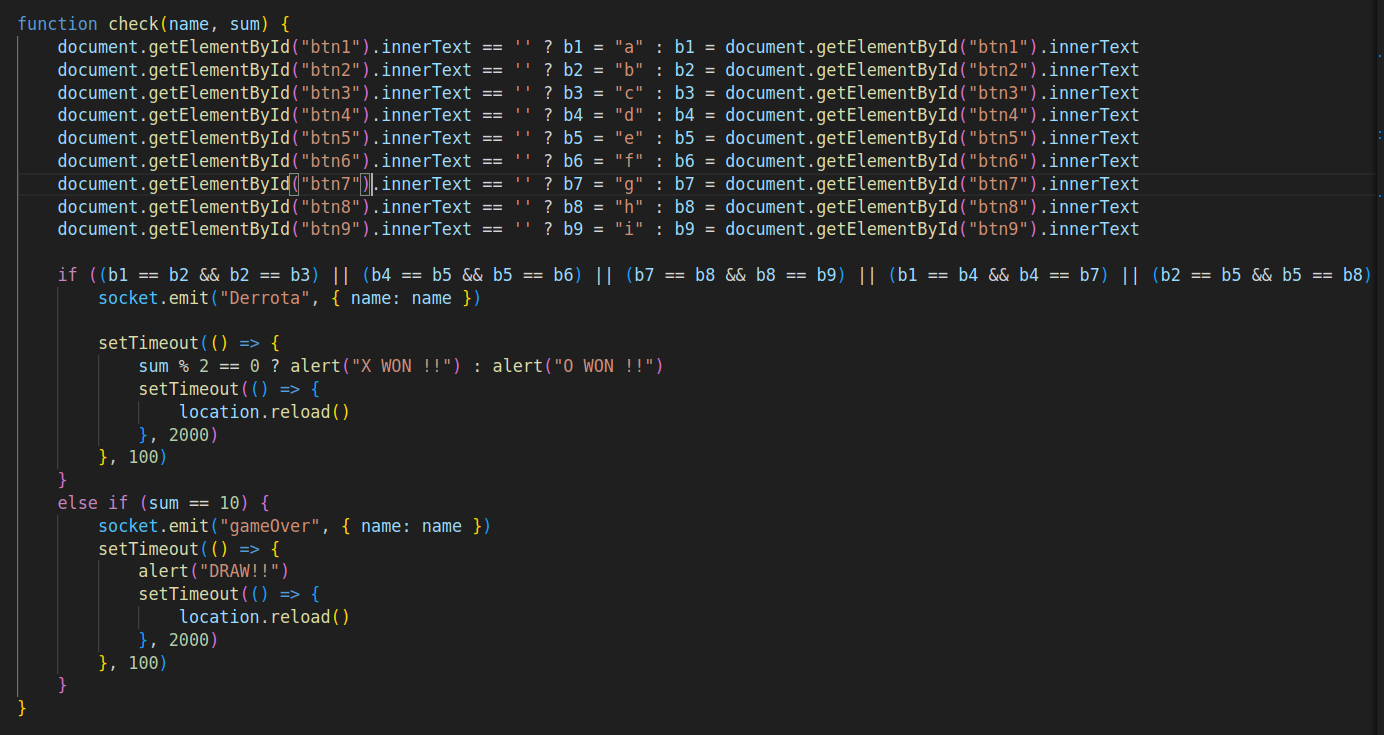 function check(name, sum) {
    document.getElementById("btn1").innerText == '' ? b1 = "a" : b1 = document.getElementById("btn1").innerText
    document.getElementById("btn2").innerText == '' ? b2 = "b" : b2 = document.getElementById("btn2").innerText
    document.getElementById("btn3").innerText == '' ? b3 = "c" : b3 = document.getElementById("btn3").innerText
    document.getElementById("btn4").innerText == '' ? b4 = "d" : b4 = document.getElementById("btn4").innerText
    document.getElementById("btn5").innerText == '' ? b5 = "e" : b5 = document.getElementById("btn5").innerText
    document.getElementById("btn6").innerText == '' ? b6 = "f" : b6 = document.getElementById("btn6").innerText
    document.getElementById("btn7").innerText == '' ? b7 = "g" : b7 = document.getElementById("btn7").innerText
    document.getElementById("btn8").innerText == '' ? b8 = "h" : b8 = document.getElementById("btn8").innerText
    document.getElementById("btn9").innerText == '' ? b9 = "i" : b9 = document.getElementById("btn9").innerText
    if ((b1 == b2 && b2 == b3) || (b4 == b5 && b5 == b6) || (b7 == b8 && b8 == b9) || (b1 == b4 && b4 == b7) || (b2 == b5 && b5 == b8)
        socket.emit("Derrota", { name: name })
        setTimeout(() => {
            sum % 2 == 0 ? alert("X WON !!") : alert("O WON !!")
            setTimeout(() => {
                location.reload()
            }, 2000)
        }, 100)
    }
    else if (sum == 10) {
        socket.emit("gameOver", { name: name })
        setTimeout(() => {
            alert("DRAW!!")
            setTimeout(() => {
                location.reload()
            }, 2000)
        }, 100)
    }
}